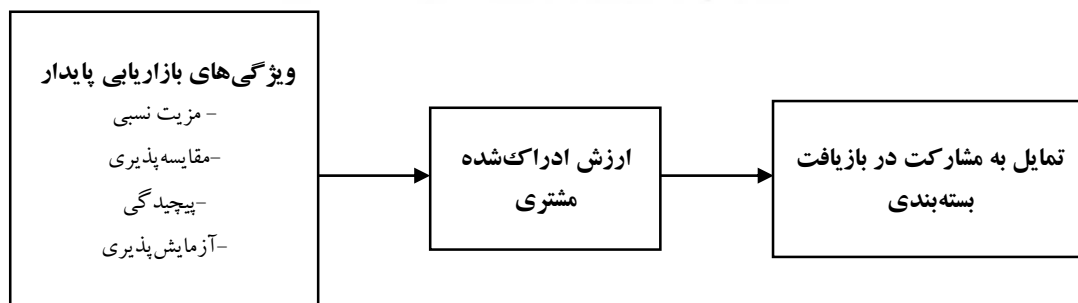 ویژگی‌های بازاریابی پایدار
- مزیت نسبی
-مقایسه‌پذیری
-پیچیدگی
-آزمایش‌پذیری
ارزش ادراک‌شده
مشتری
تمایل به مشارکت در بازیافت
بسته‌بندی